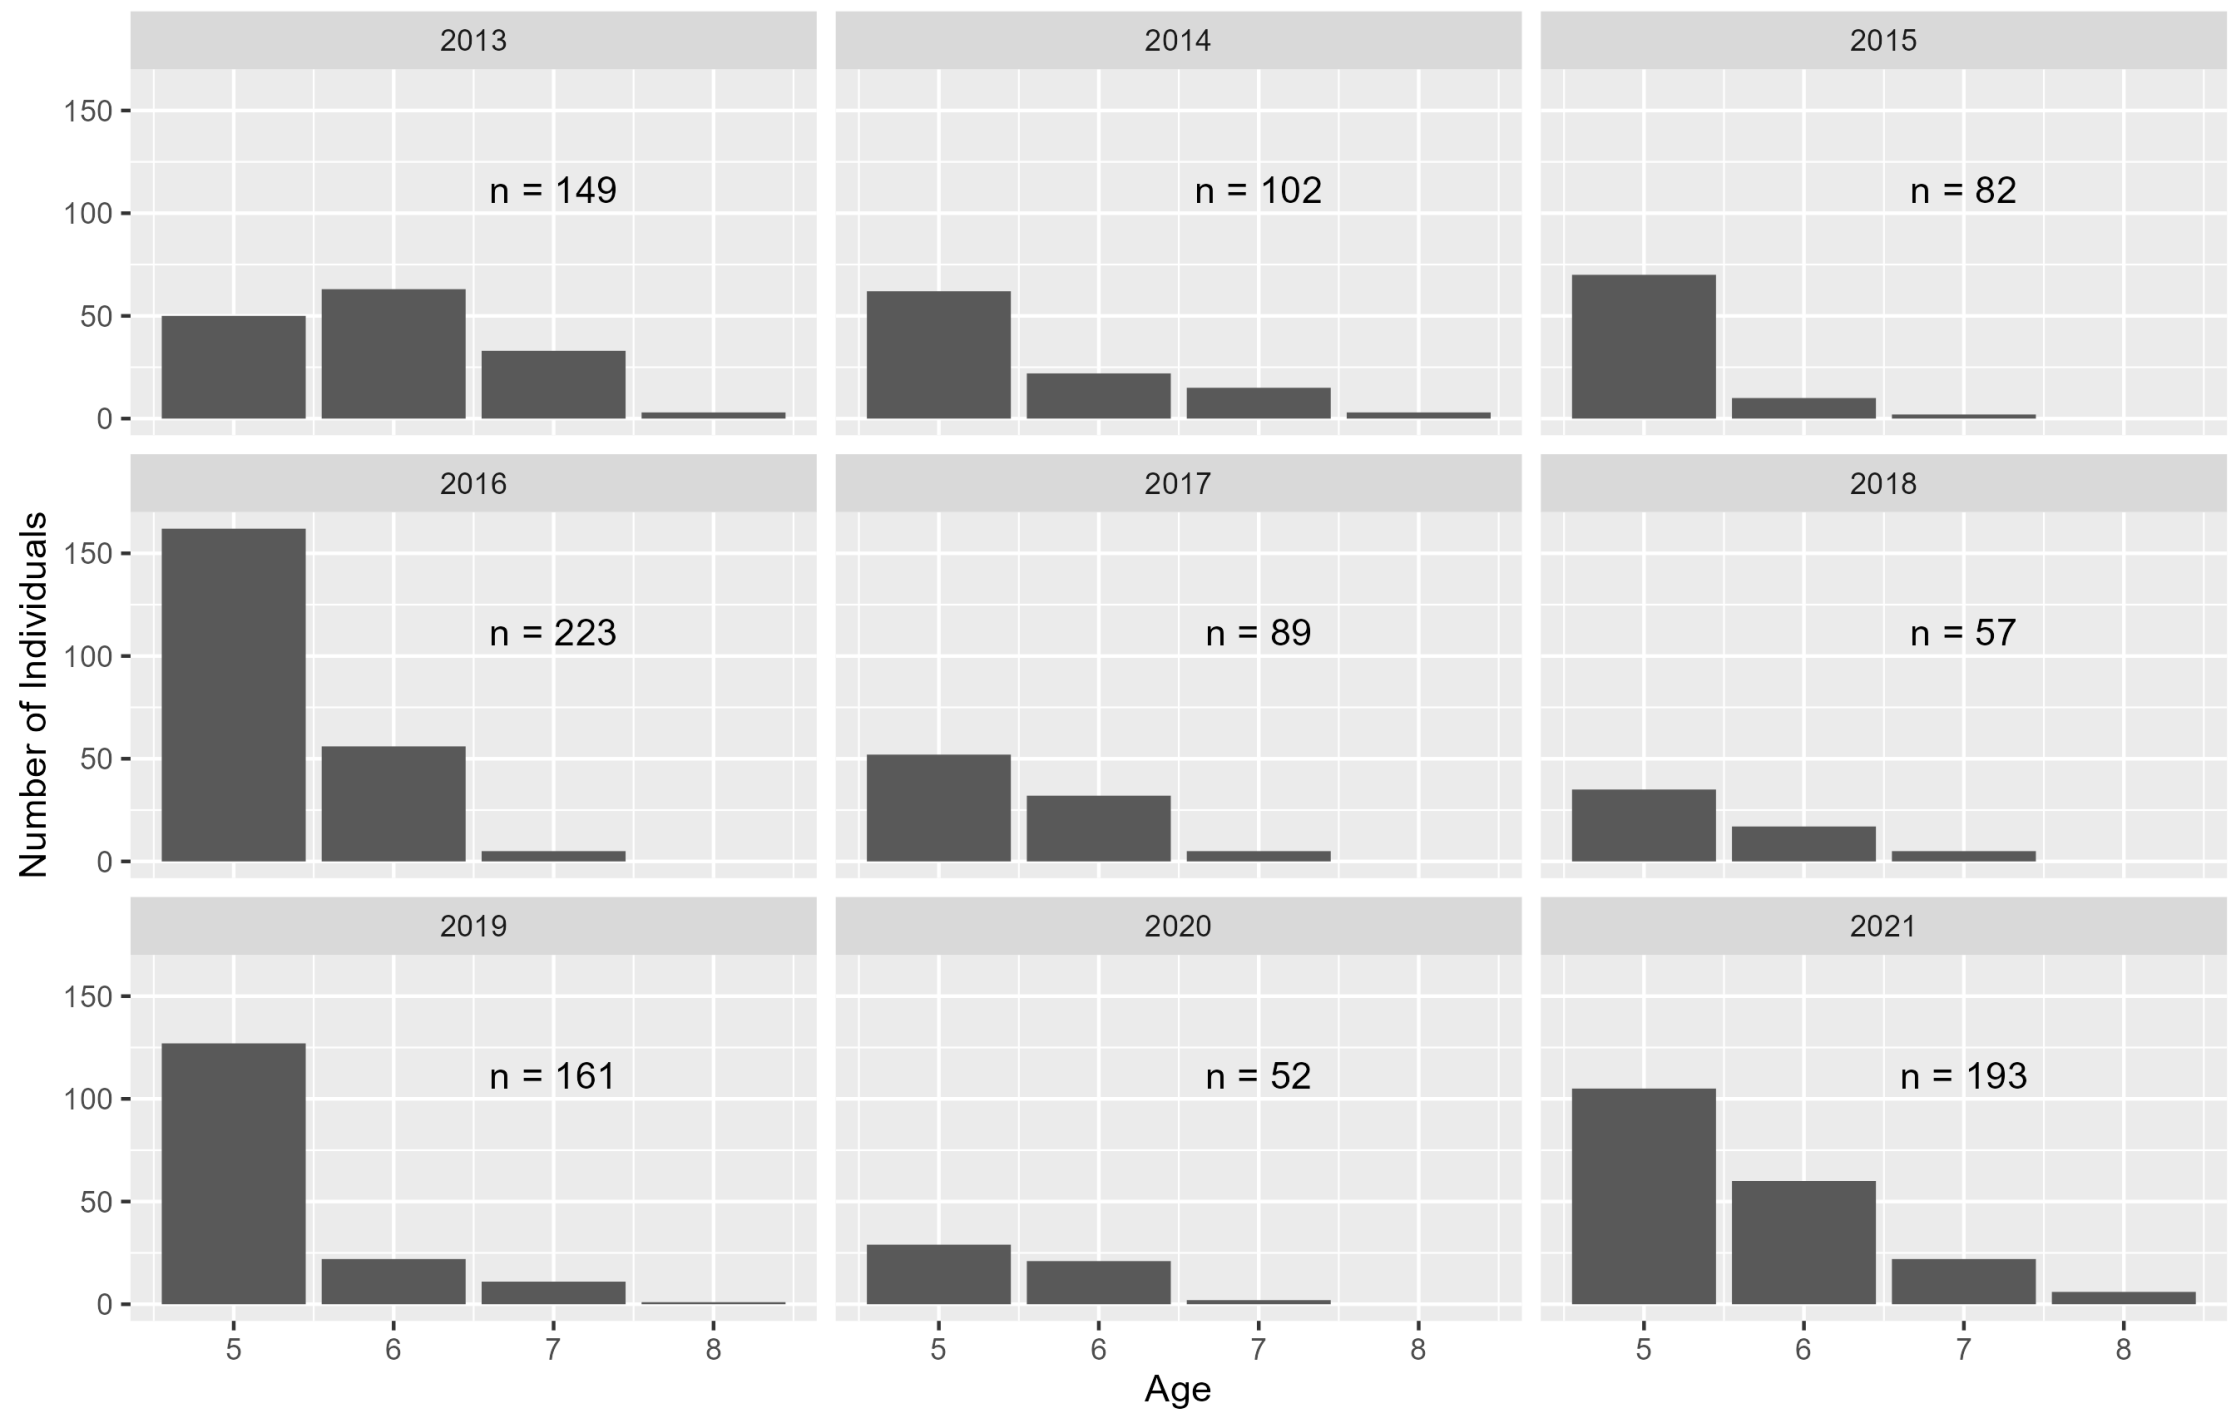 2013
2014
2015
150
100
50
0
n = 149
n = 102
n = 82
2016
2017
2018
Number of Individuals
150
100
50
0
n = 223
n = 89
n = 57
2019
2020
2021
150
100
50
0
n = 161
n = 52
n = 193
5 6 7 8
5 6 7 8
5 6 7 8
Age